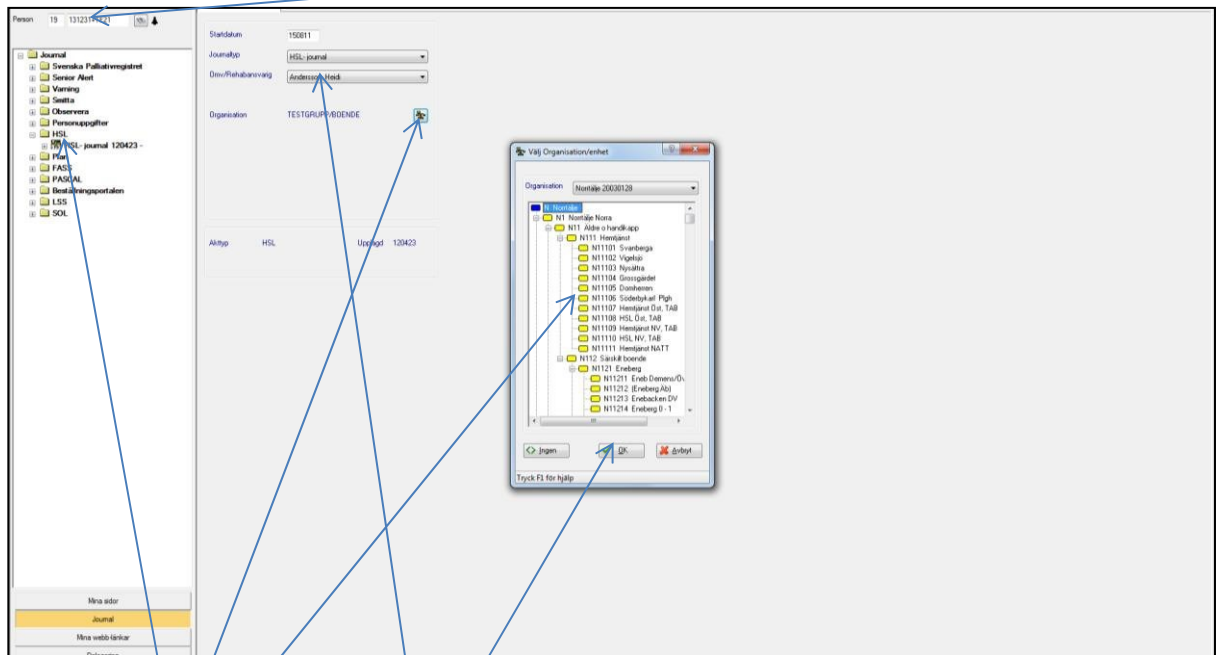 Person 19
Journal
Svenska Palliativregistret
Senior Alert
Varning
Smitta
Observera
Personuppgifter
HSL
HSL- journal 120423 -
Plan
FASS
PASCAL
Beställningsportalen
LSS
SOL
Mina sidor
Journal
Mina webb-länkar
Startdatum 150811
Journaltyp HSL- journal
Omv/Rehabansvarig Andersson Heidi
Organisation TESTGRUPP/BOENDE
Akttyp HSL Upplagd 120423
Välj Organisation/enhet
Organisation Norrtälje 20030128
N Norrtälje
N1 Norrtälje Norra
N11 Äldre o handikapp
N111 Hemtjänst
N11101 Svanberga
N11102 Vigelsjö
N11103 Nysättra
N11104 Grossgärdet
N11105 Domherren
N11106 Söderbykarl Plgh
N11107 Hemtjänst Öst, TAB
N11108 HSL Öst, TAB
N11109 Hemtjänst NV, TAB
N11110 HSL NV, TAB
N11111 Hemtjänst NATT
N112 Särskilt boende
N1121 Eneberg
N11211 Eneb Demens/Öv
N11212 (Eneberg Äb)
N11213 Enebacken DV
N11214 Eneberg 0 - 1
Ingen OK Avbryt
Tryck F1 för hjälp